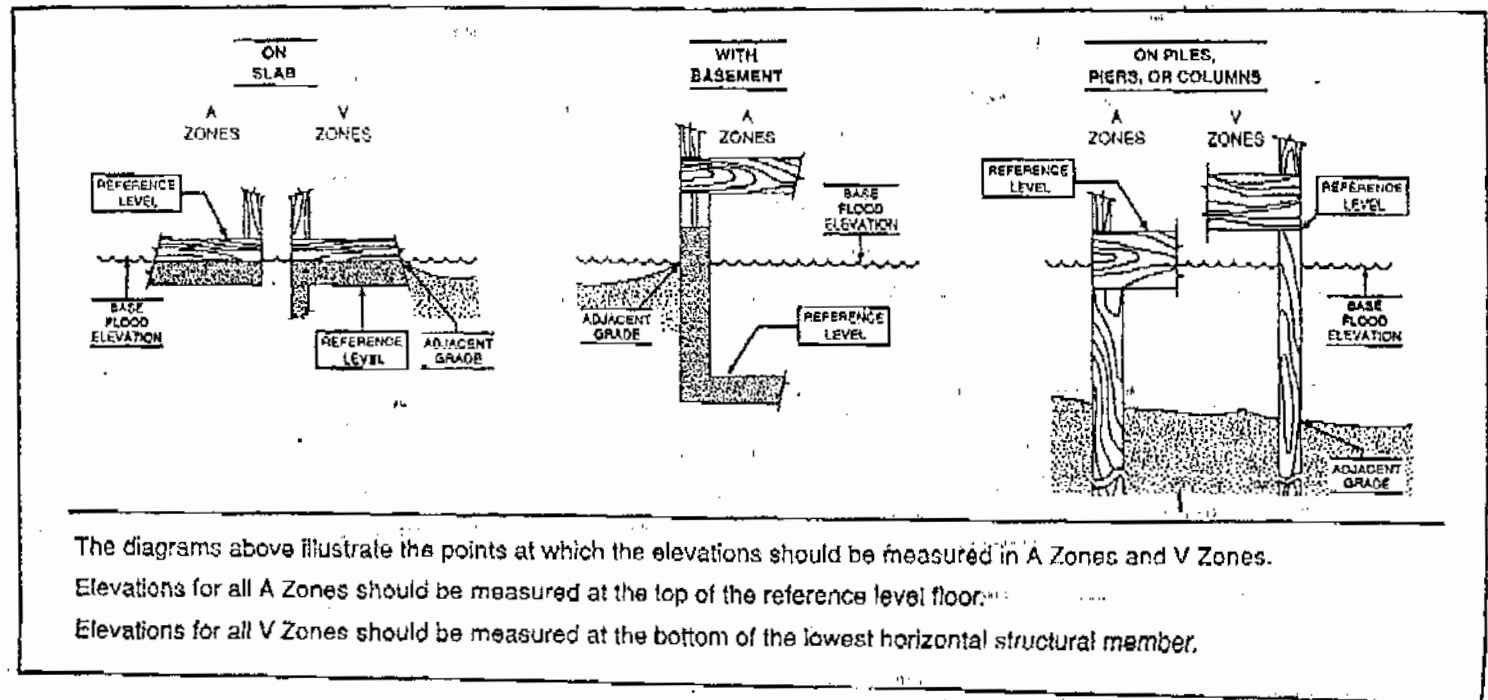 ON
SLAB
A
ZONES
V
ZONES
REFERENCE
LEVEL
BASE
FLOOD
ELEVATION
REFERENCE
LEVEL
ADJACENT
GRADE
WITH
BASEMENT
A
ZONES
BASE
FLOOD
ELEVATION
ADJACENT
GRADE
REFERENCE
LEVEL
ON PILES,
PIERS, OR COLUMNS
A
ZONES
V
ZONES
REFERENCE
LEVEL
REFERENCE
LEVEL
BASE
FLOOD
ELEVATION
ADJACENT
GRADE
The diagrams above illustrate the points at which the elevations should be measured in A Zones and V Zones.
Elevations for all A Zones should be measured at the top of the reference level floor.
Elevations for all V Zones should be measured at the bottom of the lowest horizontal structural member.